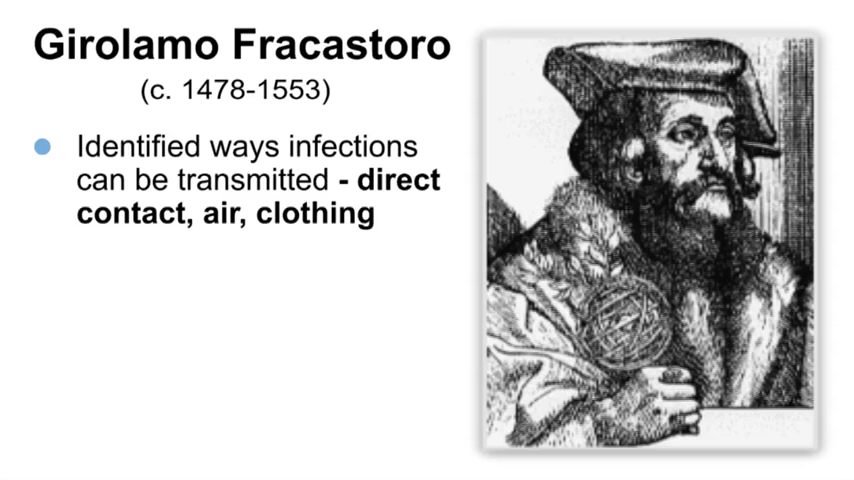 Girolamo Fracastoro
(c. 1478-1553)
Identified ways infections
can be transmitted - direct
contact, air, clothing